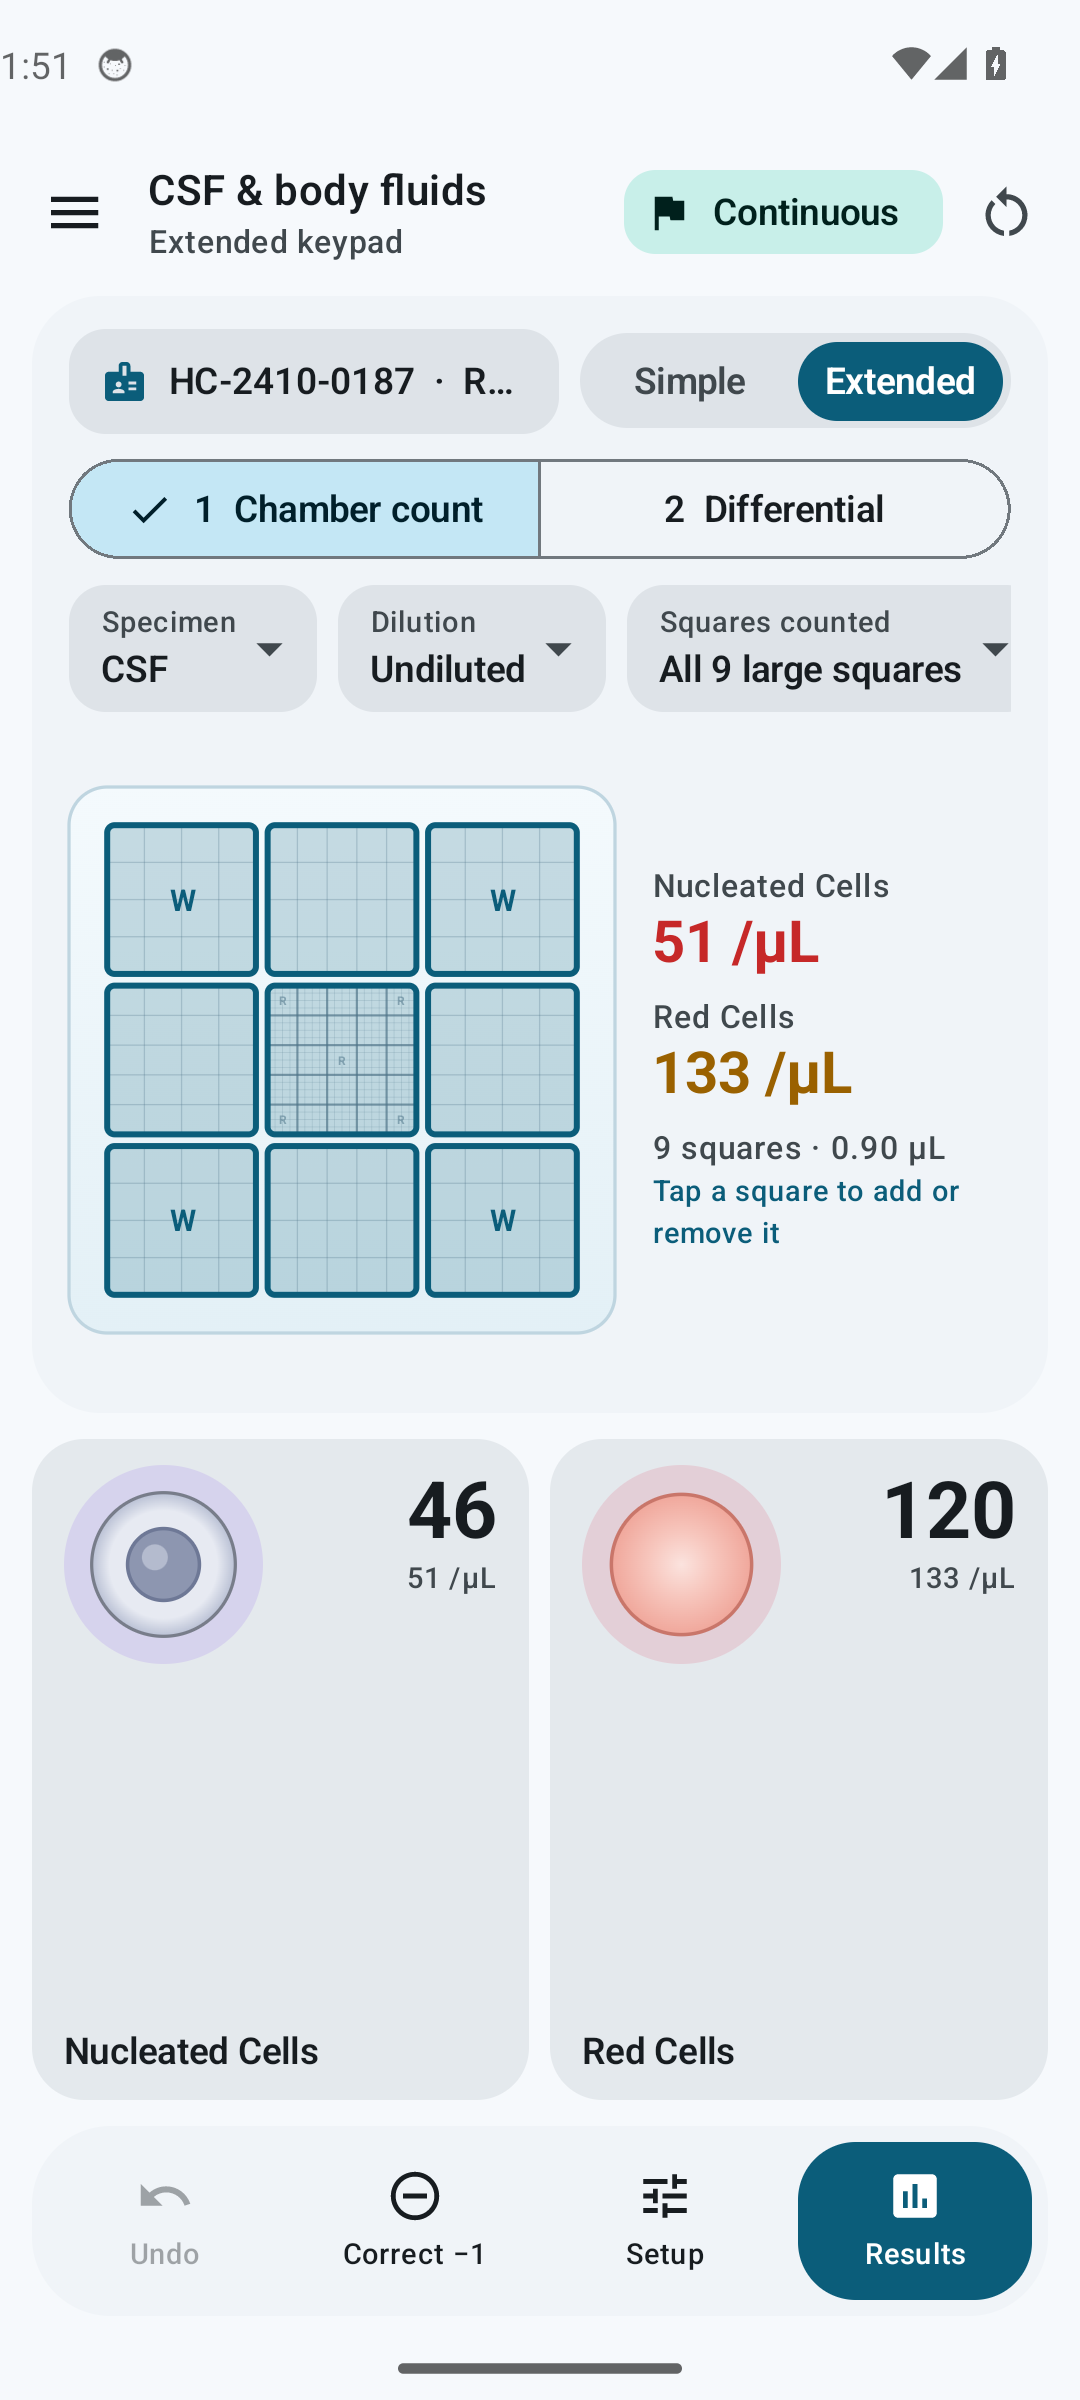 1:51
CSF & body fluids
Extended keypad
Continuous
HC-2410-0187 · R…
Simple
Extended
1 Chamber count
2 Differential
Specimen
CSF
Dilution
Undiluted
Squares counted
All 9 large squares
W
W
R
R
R
R
R
W
W
Nucleated Cells
51 /µL
Red Cells
133 /µL
9 squares · 0.90 µL
Tap a square to add or
remove it
46
51 /µL
Nucleated Cells
120
133 /µL
Red Cells
Undo
Correct −1
Setup
Results